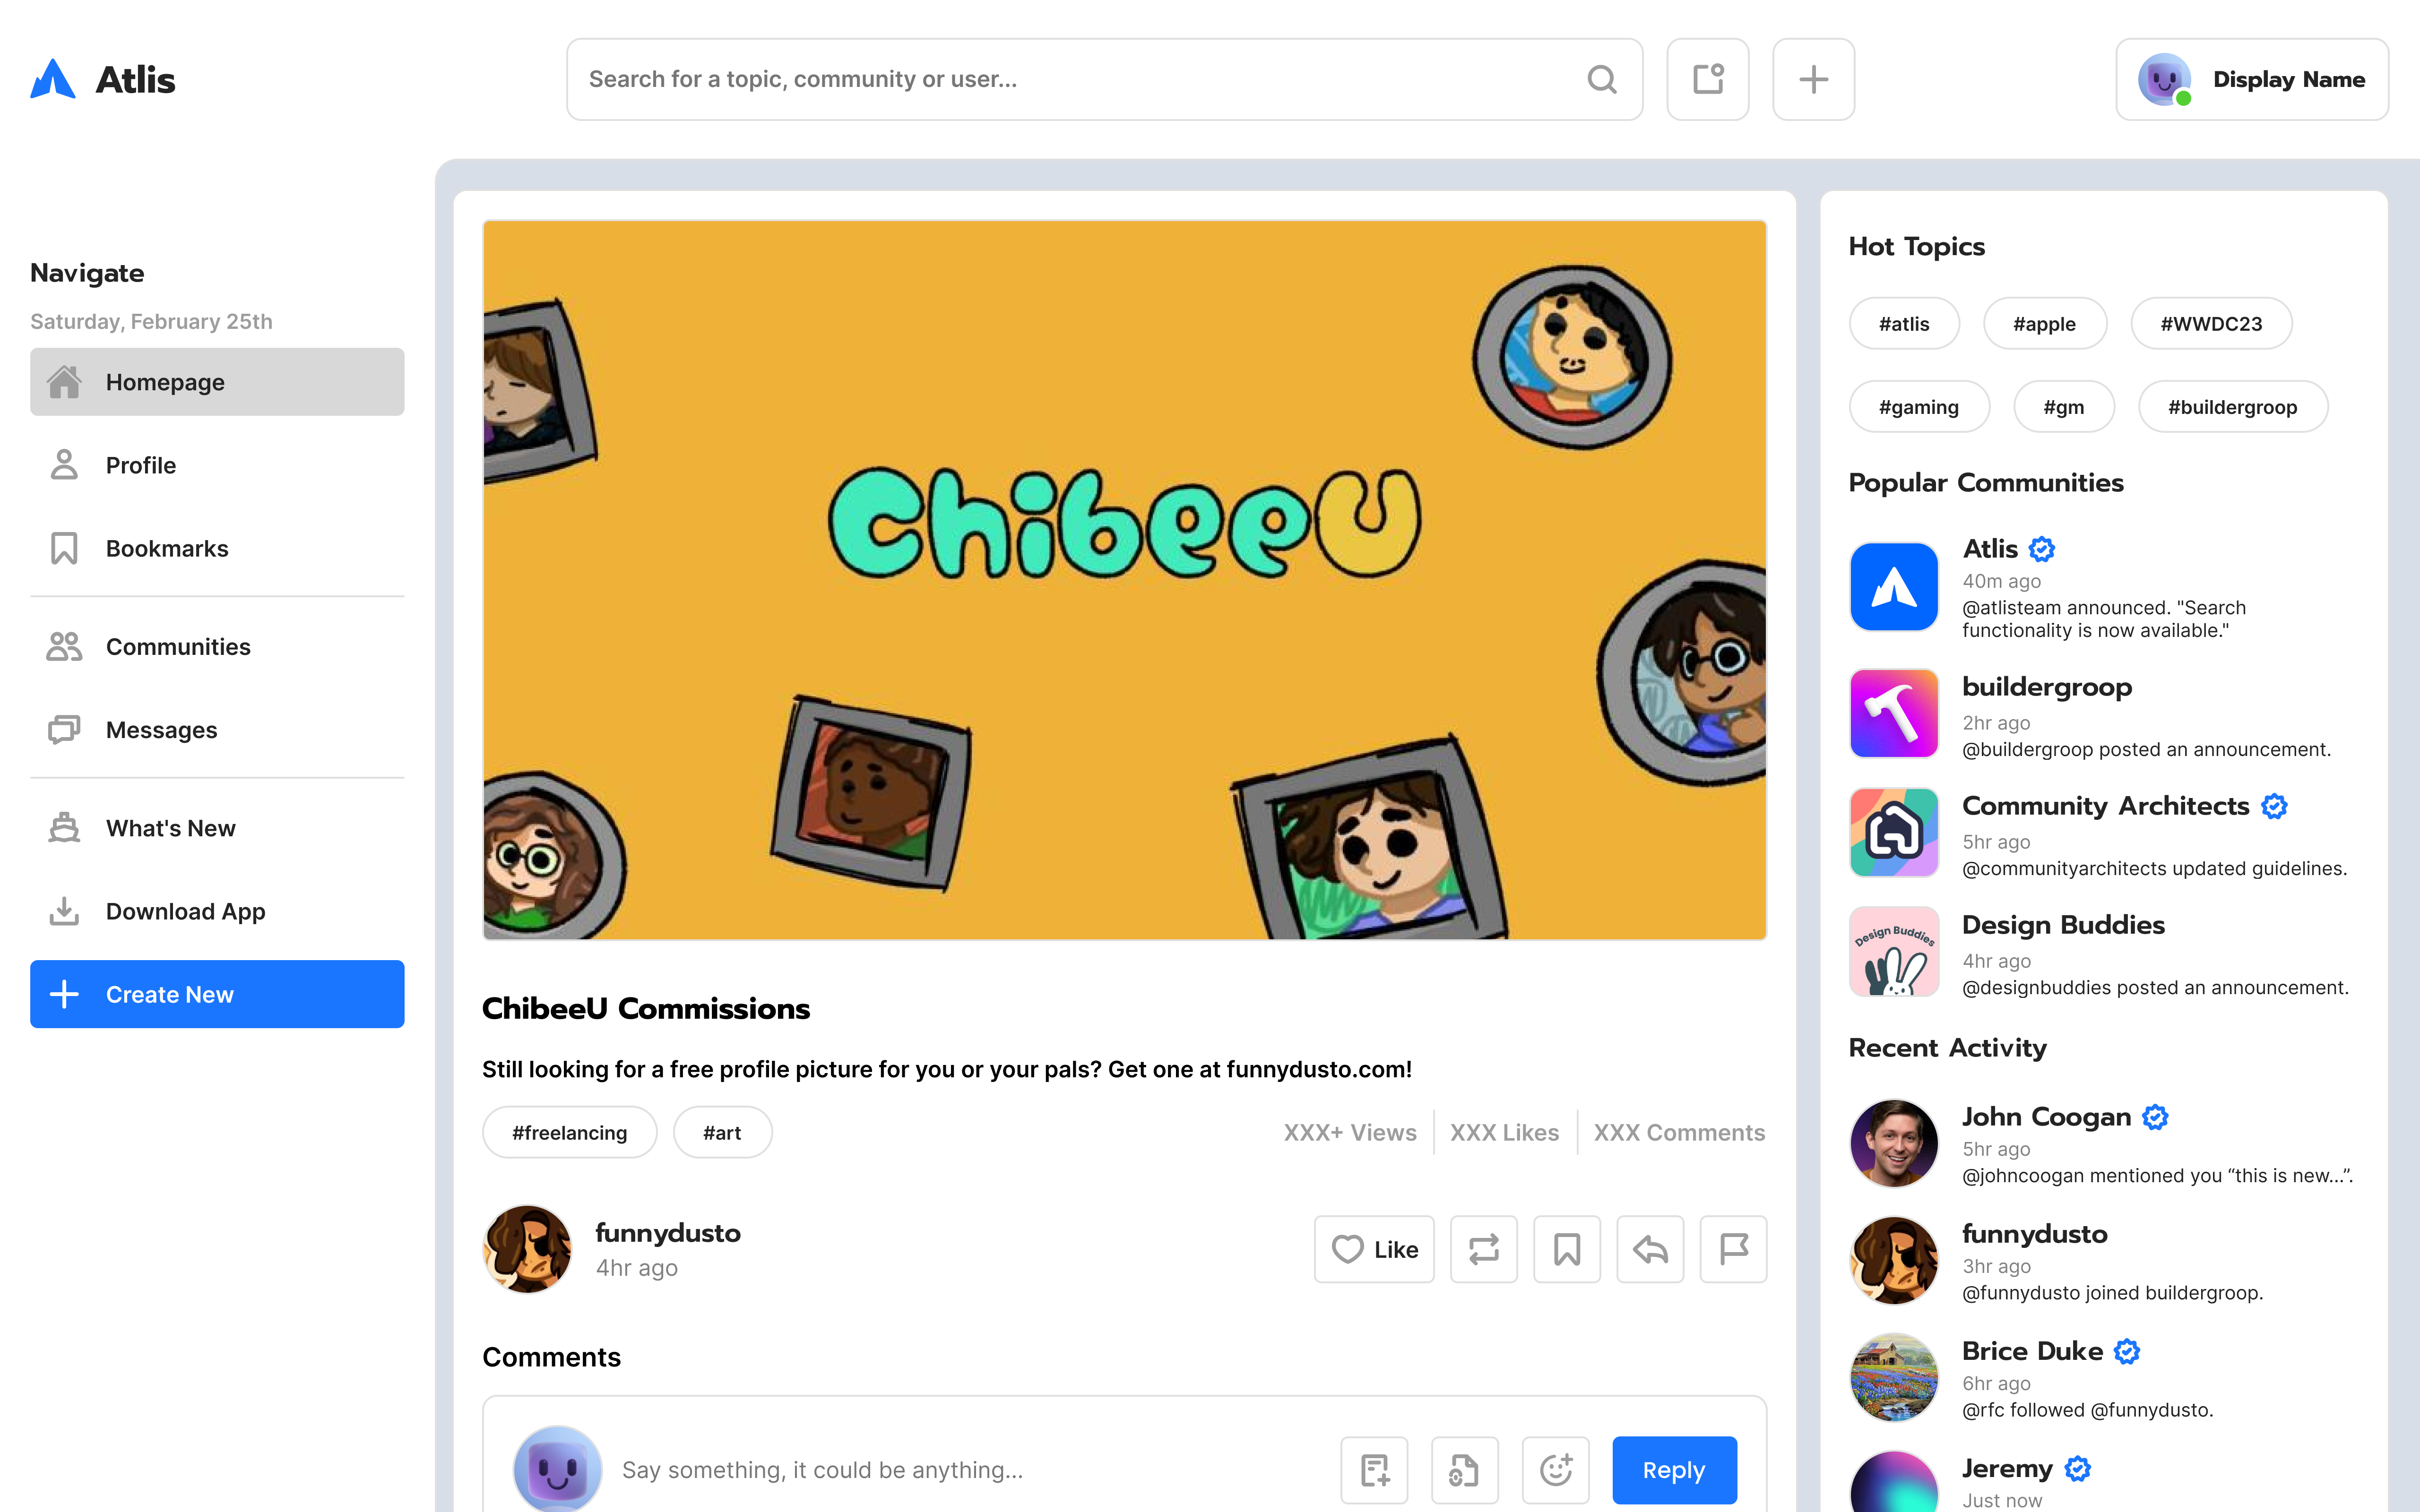 Atlis
Search for a topic, community or user...
Display Name
Navigate
Saturday, February 25th
Homepage
Profile
Bookmarks
Communities
Messages
What's New
Download App
Create New
ChibeeU
ChibeeU Commissions
Still looking for a free profile picture for you or your pals? Get one at funnydusto.com!
#freelancing
#art
XXX+ Views
XXX Likes
XXX Comments
funnydusto
4hr ago
Like
Comments
Say something, it could be anything...
Reply
Hot Topics
#atlis
#apple
#WWDC23
#gaming
#gm
#buildergroop
Popular Communities
Atlis
40m ago
@atlisteam announced. "Search
functionality is now available."
buildergroop
2hr ago
@buildergroop posted an announcement.
Community Architects
5hr ago
@communityarchitects updated guidelines.
Design Buddies
Design Buddies
4hr ago
@designbuddies posted an announcement.
Recent Activity
John Coogan
5hr ago
@johncoogan mentioned you “this is new...”.
funnydusto
3hr ago
@funnydusto joined buildergroop.
Brice Duke
6hr ago
@rfc followed @funnydusto.
Jeremy
Just now